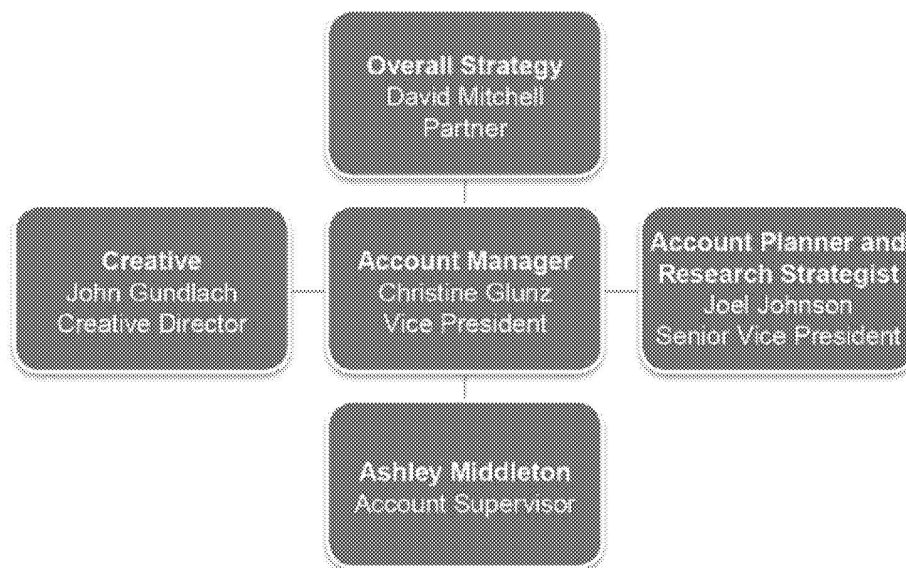 Overall Strategy
David Mitchell
Partner
Creative
John Gundlach
Creative Director
Account Manager
Christine Glunz
Vice President
Account Planner and
Research Strategist
Joel Johnson
Senior Vice President
Ashley Middleton
Account Supervisor